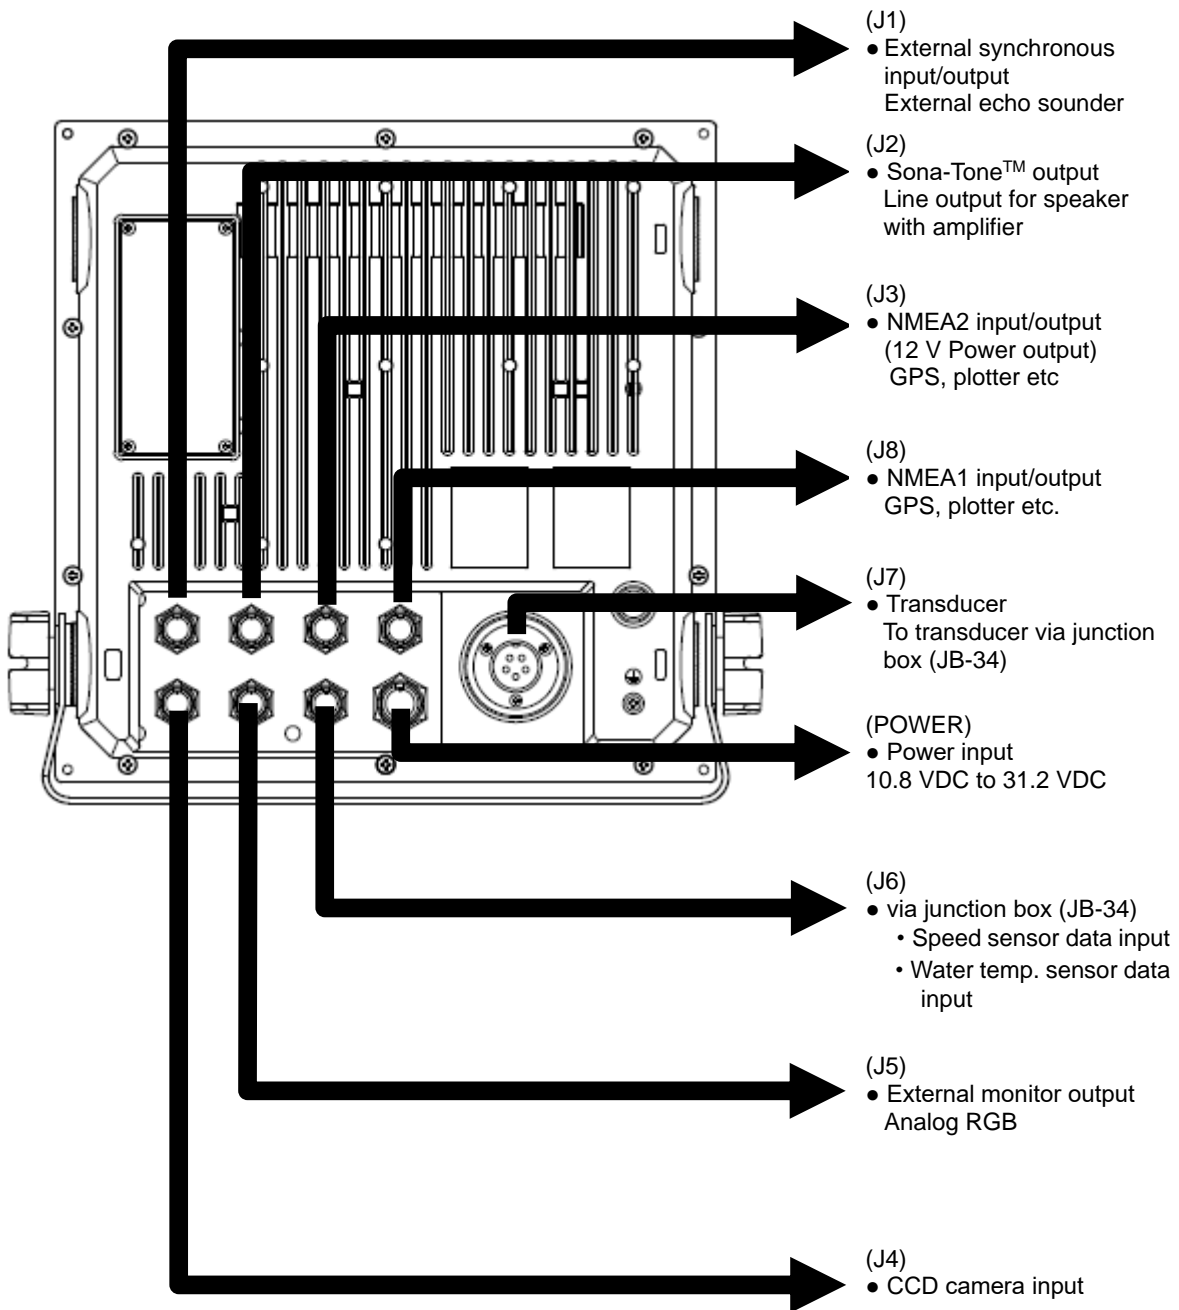 (J1)
● External synchronous
input/output
External echo sounder
(J2)
● Sona-Tone™ output
Line output for speaker
with amplifier
(J3)
● NMEA2 input/output
(12 V Power output)
GPS, plotter etc
(J8)
● NMEA1 input/output
GPS, plotter etc.
(J7)
● Transducer
To transducer via junction
box (JB-34)
(POWER)
● Power input
10.8 VDC to 31.2 VDC
(J6)
● via junction box (JB-34)
・Speed sensor data input
・Water temp. sensor data
input
(J5)
● External monitor output
Analog RGB
(J4)
● CCD camera input